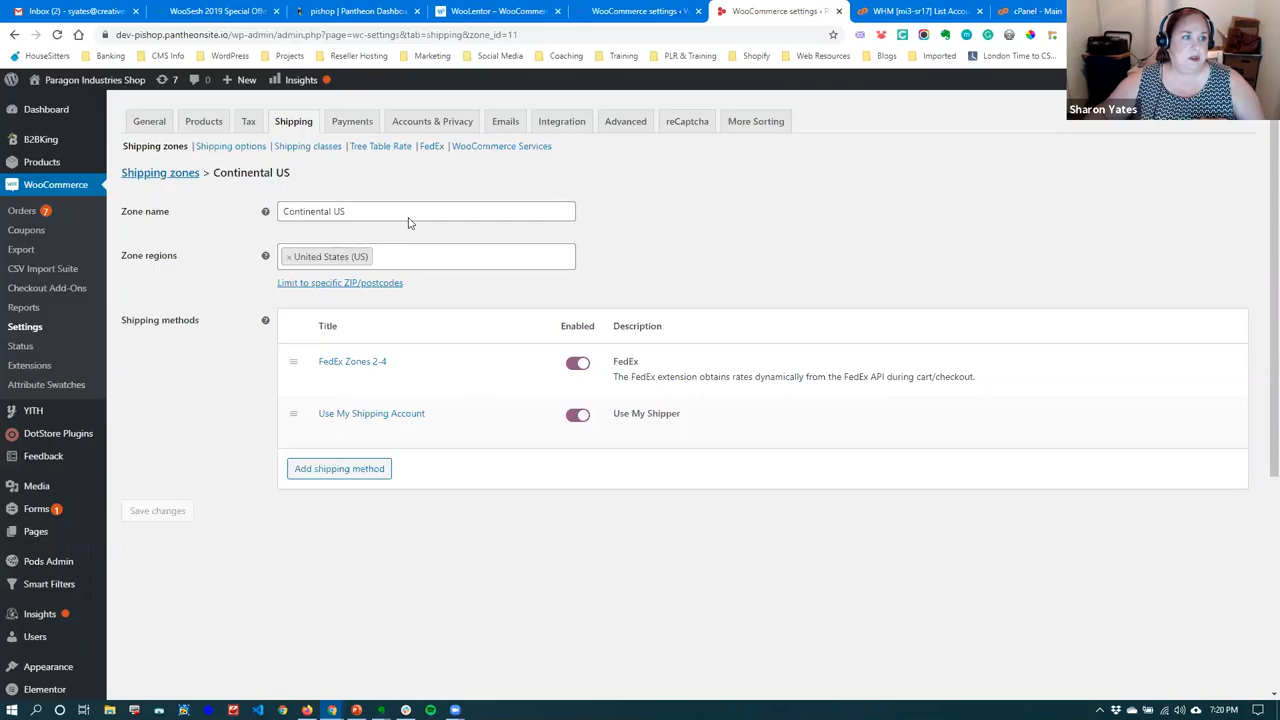 Inbox (2) - syates@creative
WooSesh 2019 Special Offe
pishop | Pantheon Dashboa
WooLentor – WooCommer
WooCommerce settings ‹ W
WooCommerce settings ‹ P
WHM [mi3-sr17] List Accou
cPanel - Main
dev-pishop.pantheonsite.io/wp-admin/admin.php?page=wc-settings&tab=shipping&zone_id=11
HouseSitters
Banking
CMS Info
WordPress
Projects
Reseller Hosting
Marketing
Social Media
Coaching
Training
PLR & Training
Shopify
Web Resources
Blogs
Imported
London Time to CS...
Paragon Industries Shop
7
0
New
Insights
Sharon Yates
Dashboard
B2BKing
Products
WooCommerce
Orders 7
Coupons
Export
CSV Import Suite
Checkout Add-Ons
Reports
Settings
Status
Extensions
Attribute Swatches
YITH
DotStore Plugins
Feedback
Media
Forms 1
Pages
Pods Admin
Smart Filters
Insights
Users
Appearance
Elementor
General
Products
Tax
Shipping
Payments
Accounts & Privacy
Emails
Integration
Advanced
reCaptcha
More Sorting
Shipping zones | Shipping options | Shipping classes | Tree Table Rate | FedEx | WooCommerce Services
Shipping zones > Continental US
Zone name
Continental US
Zone regions
× United States (US)
Limit to specific ZIP/postcodes
Shipping methods
Title
Enabled
Description
FedEx Zones 2-4
FedEx
The FedEx extension obtains rates dynamically from the FedEx API during cart/checkout.
Use My Shipping Account
Use My Shipper
Add shipping method
Save changes
7:20 PM